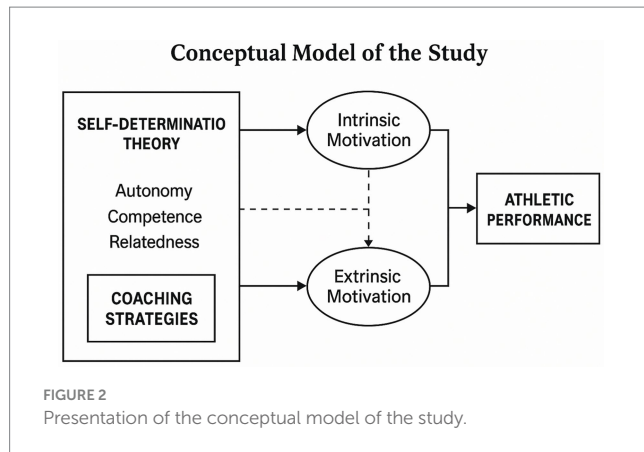 Conceptual Model of the Study
SELF-DETERMINATIO
THEORY
Autonomy
Competence
Relatedness
COACHING
STRATEGIES
Intrinsic
Motivation
Extrinsic
Motivation
ATHLETIC
PERFORMANCE
FIGURE 2
Presentation of the conceptual model of the study.